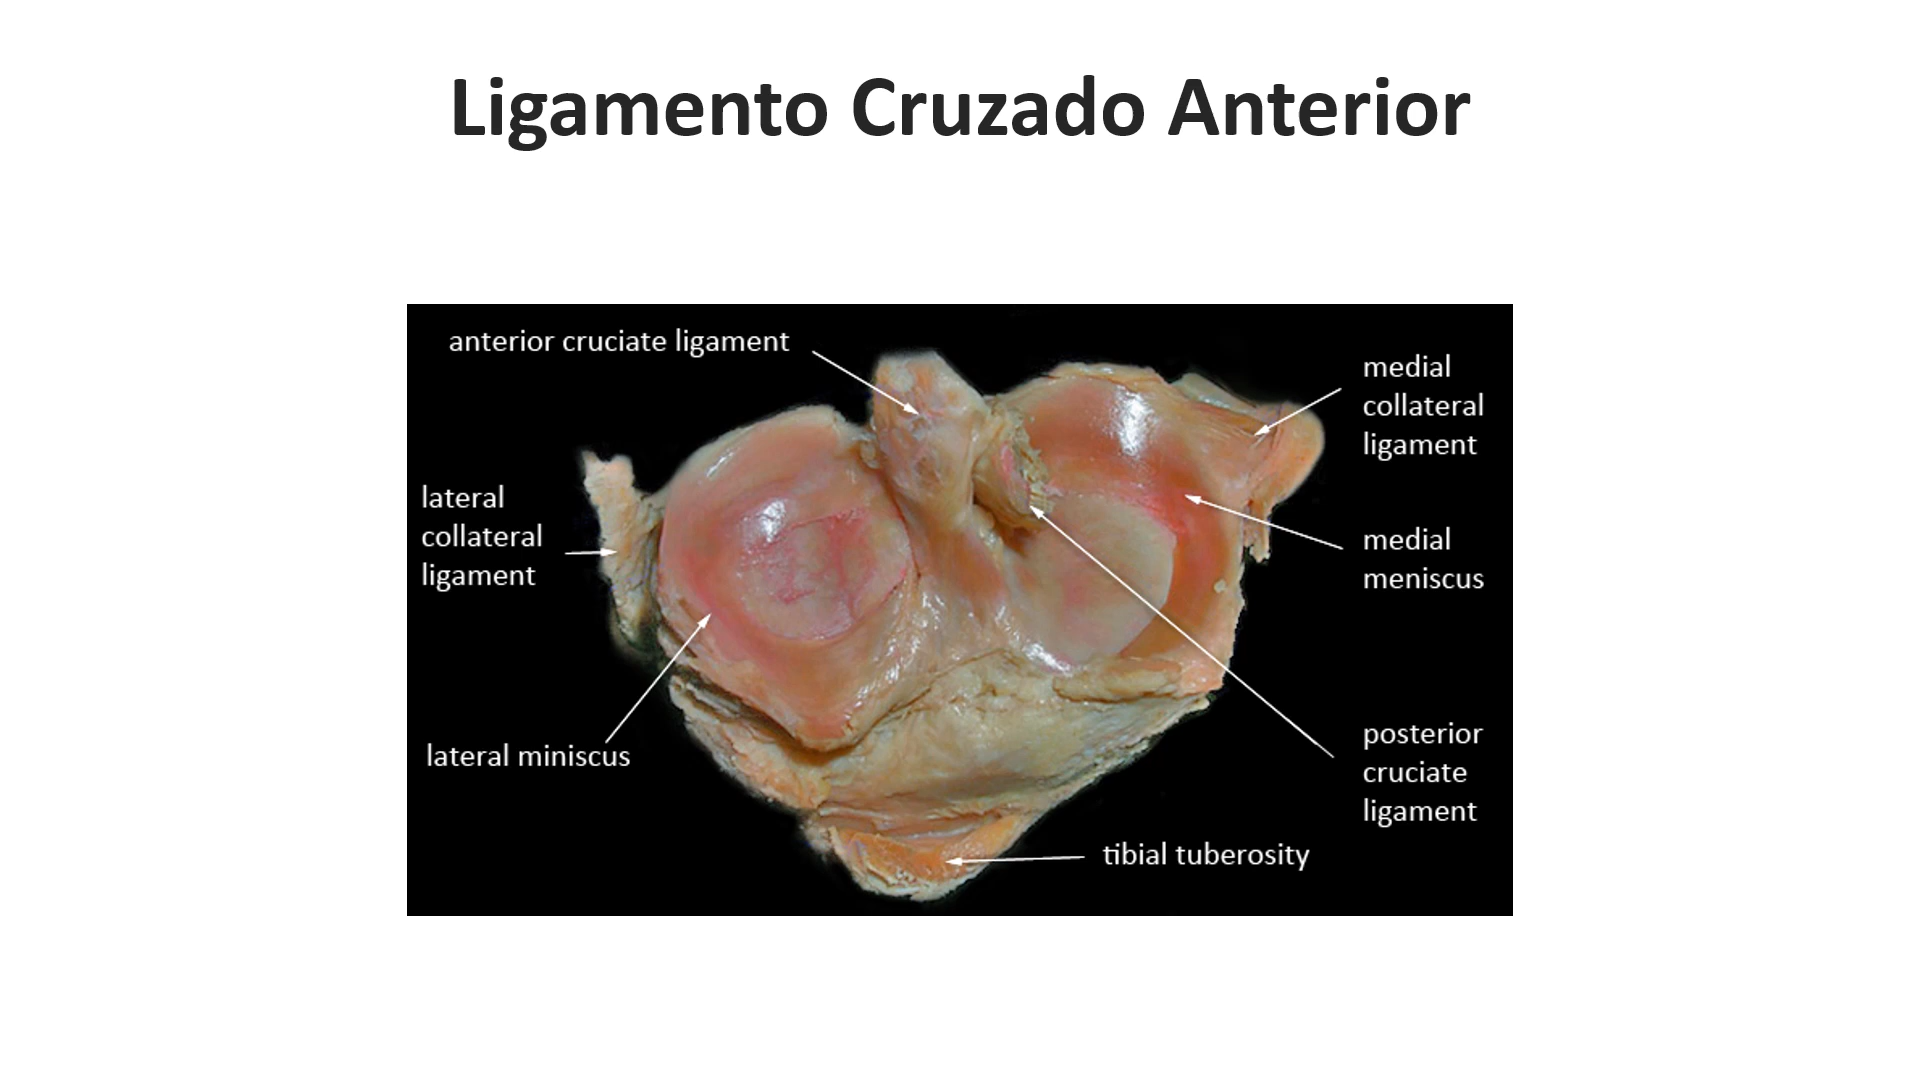 Ligamento Cruzado Anterior
anterior cruciate ligament
medial
collateral
ligament
lateral
collateral
ligament
medial
meniscus
lateral miniscus
posterior
cruciate
ligament
tibial tuberosity